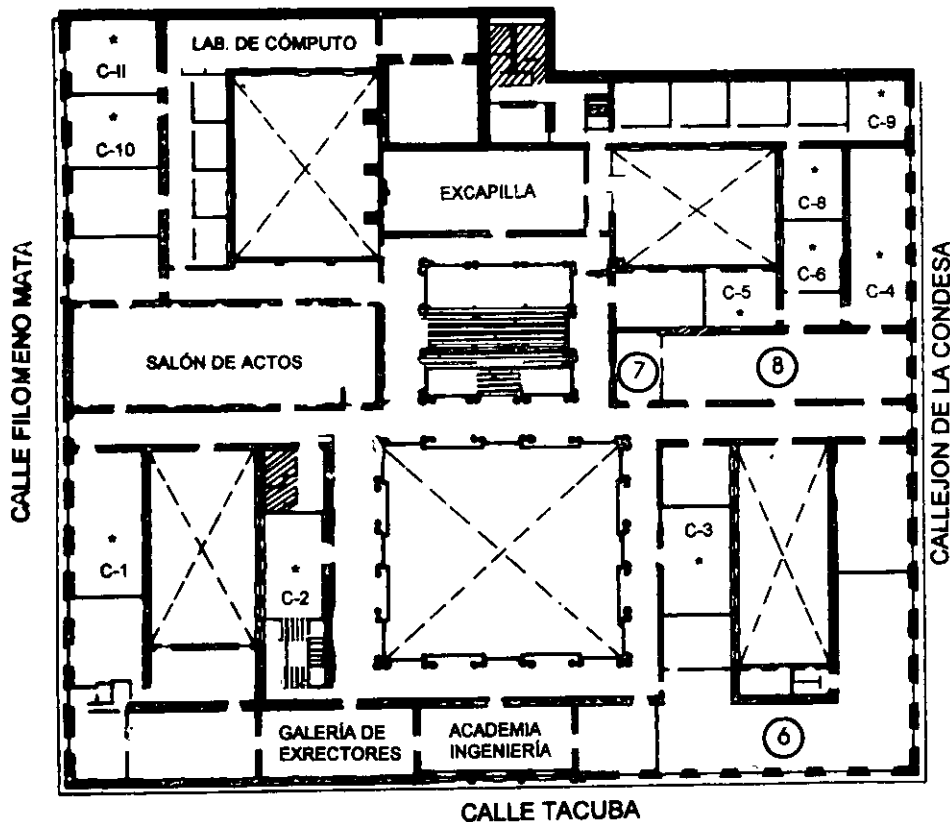 LAB. DE CÓMPUTO
C-11
C-10
C-9
EXCAPILLA
C-8
C-6
C-4
C-5
SALÓN DE ACTOS
7
8
CALLE FILOMENO MATA
CALLEJON DE LA CONDESA
C-1
C-2
C-3
GALERÍA DE
EXRECTORES
ACADEMIA
INGENIERÍA
6
CALLE TACUBA